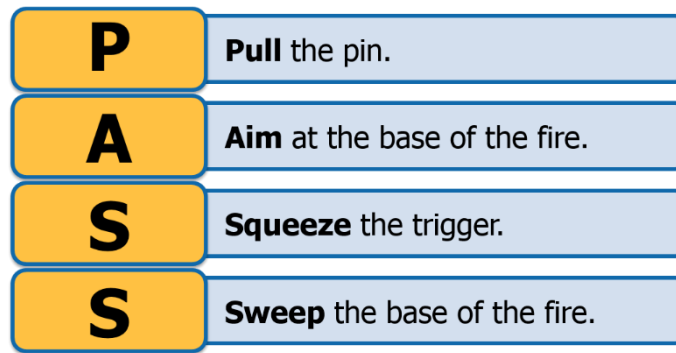 P Pull the pin.
A Aim at the base of the fire.
S Squeeze the trigger.
S Sweep the base of the fire.